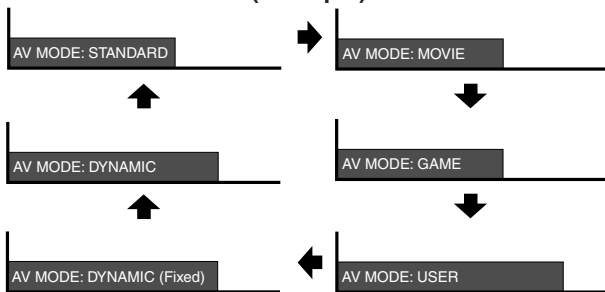 AV MODE: STANDARD
AV MODE: MOVIE
AV MODE: DYNAMIC
AV MODE: GAME
AV MODE: DYNAMIC (Fixed)
AV MODE: USER